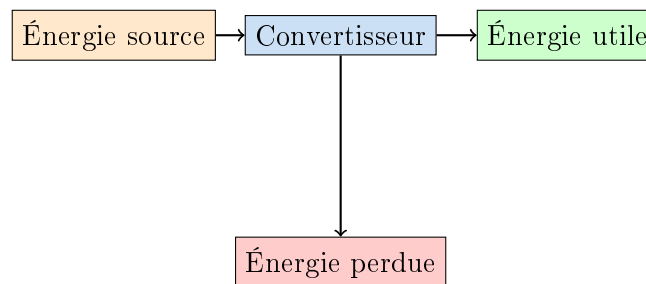 Énergie source
Convertisseur
Énergie utile
Énergie perdue